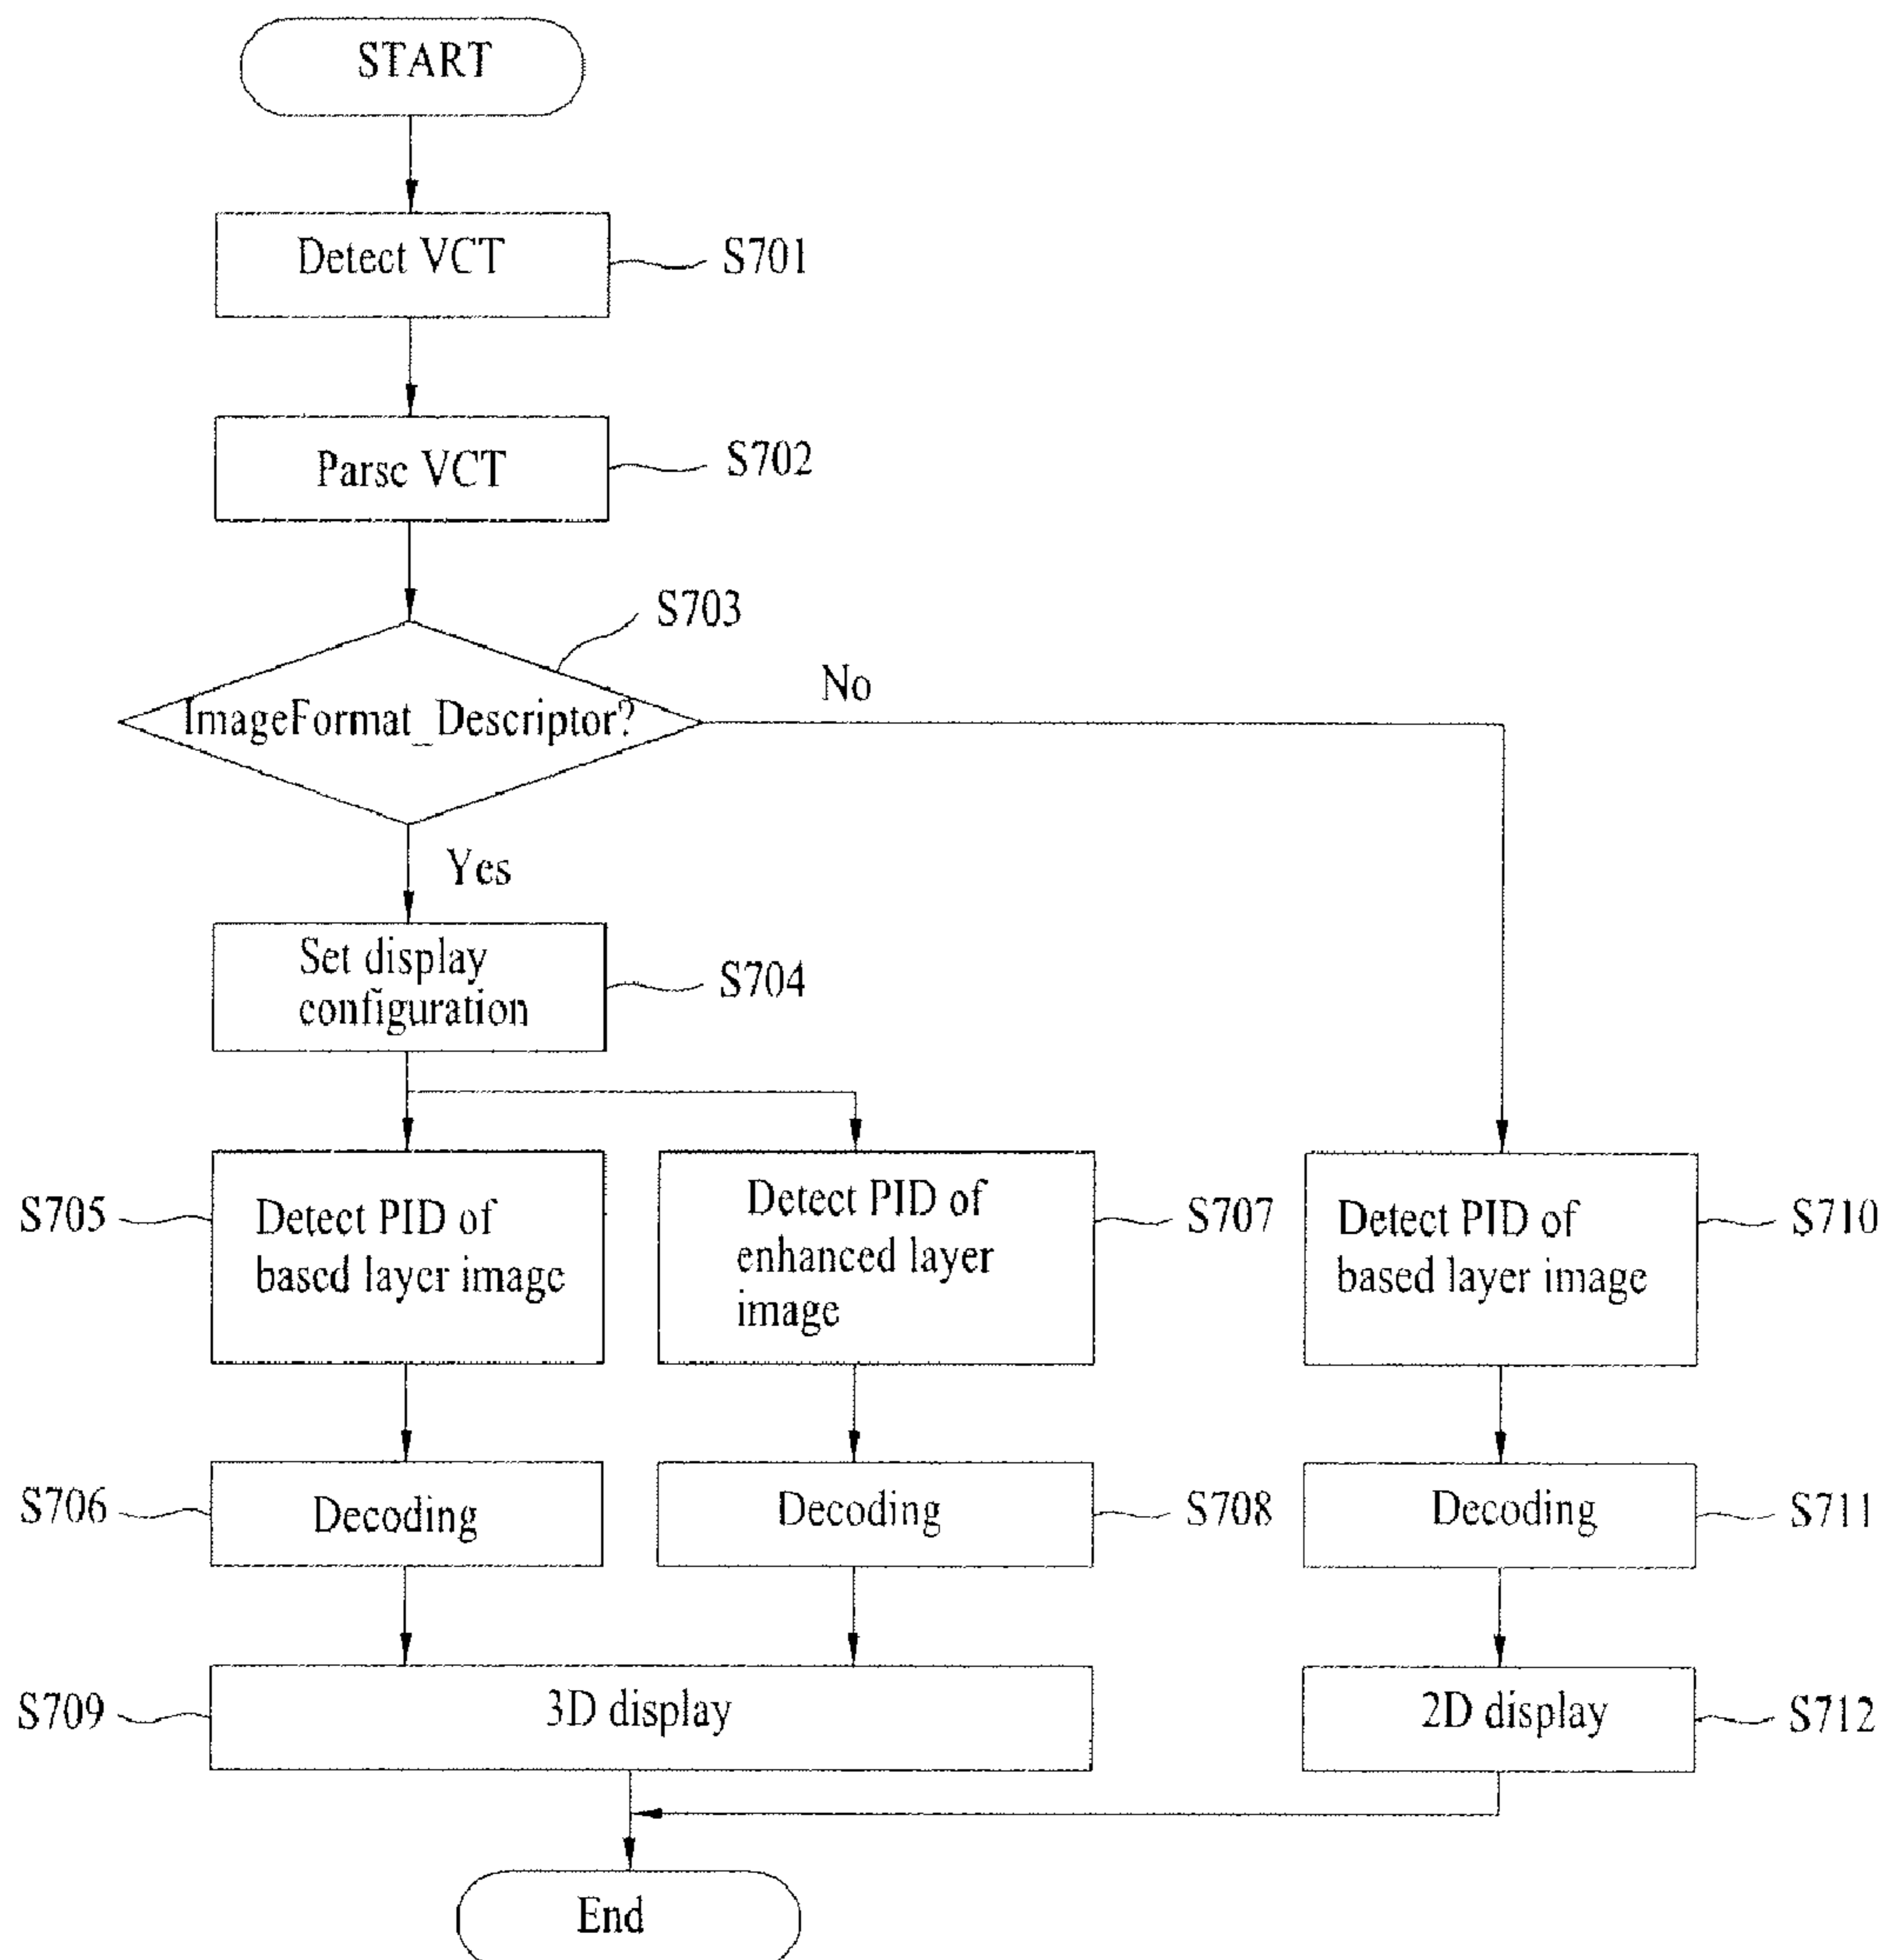 START
Detect VCT
S701
Parse VCT
S702
S703
ImageFormat_Descriptor?
No
Yes
Set display
configuration
S704
S705
Detect PID of
based layer image
Detect PID of
enhanced layer
image
S707
Detect PID of
based layer image
S710
S706
Decoding
Decoding
S708
Decoding
S711
S709
3D display
2D display
S712
End